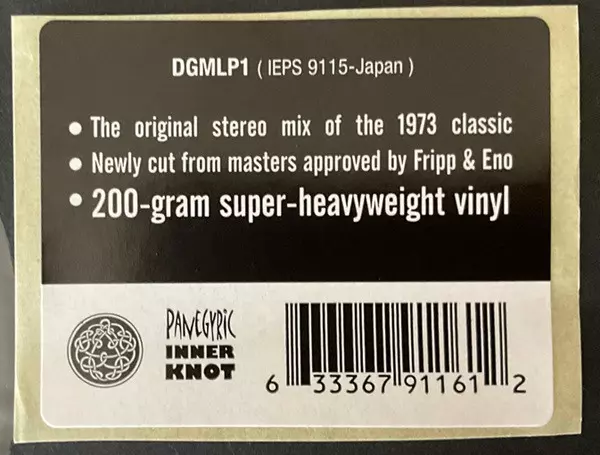 DGMLP1 ( IEPS 9115-Japan )
• The original stereo mix of the 1973 classic
• Newly cut from masters approved by Fripp & Eno
• 200-gram super-heavyweight vinyl
PANEGYRIC
INNER
KNOT
6 33367 91161 2